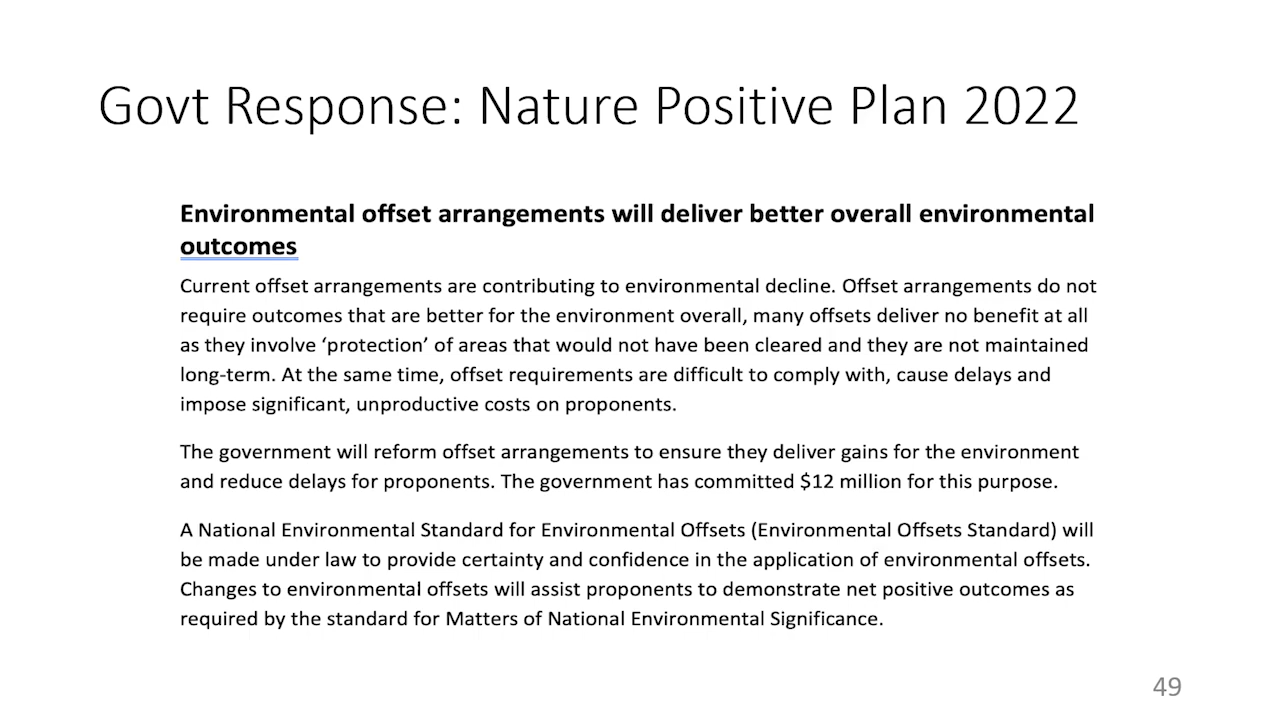 Govt Response: Nature Positive Plan 2022
Environmental offset arrangements will deliver better overall environmental
outcomes
Current offset arrangements are contributing to environmental decline. Offset arrangements do not
require outcomes that are better for the environment overall, many offsets deliver no benefit at all
as they involve ‘protection’ of areas that would not have been cleared and they are not maintained
long-term. At the same time, offset requirements are difficult to comply with, cause delays and
impose significant, unproductive costs on proponents.
The government will reform offset arrangements to ensure they deliver gains for the environment
and reduce delays for proponents. The government has committed $12 million for this purpose.
A National Environmental Standard for Environmental Offsets (Environmental Offsets Standard) will
be made under law to provide certainty and confidence in the application of environmental offsets.
Changes to environmental offsets will assist proponents to demonstrate net positive outcomes as
required by the standard for Matters of National Environmental Significance.
49